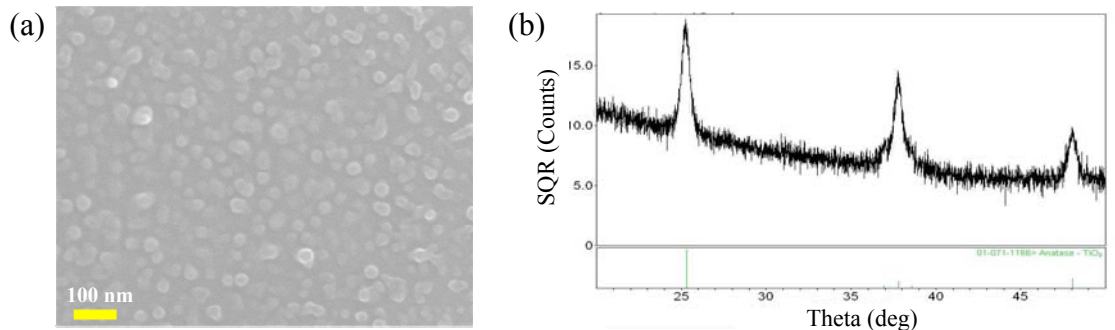 (a)
100 nm
(b)
SQR (Counts)
15.0
10.0
5.0
0
01-071-1166> Anatase - TiO₂
25
30
35
40
45
Theta (deg)